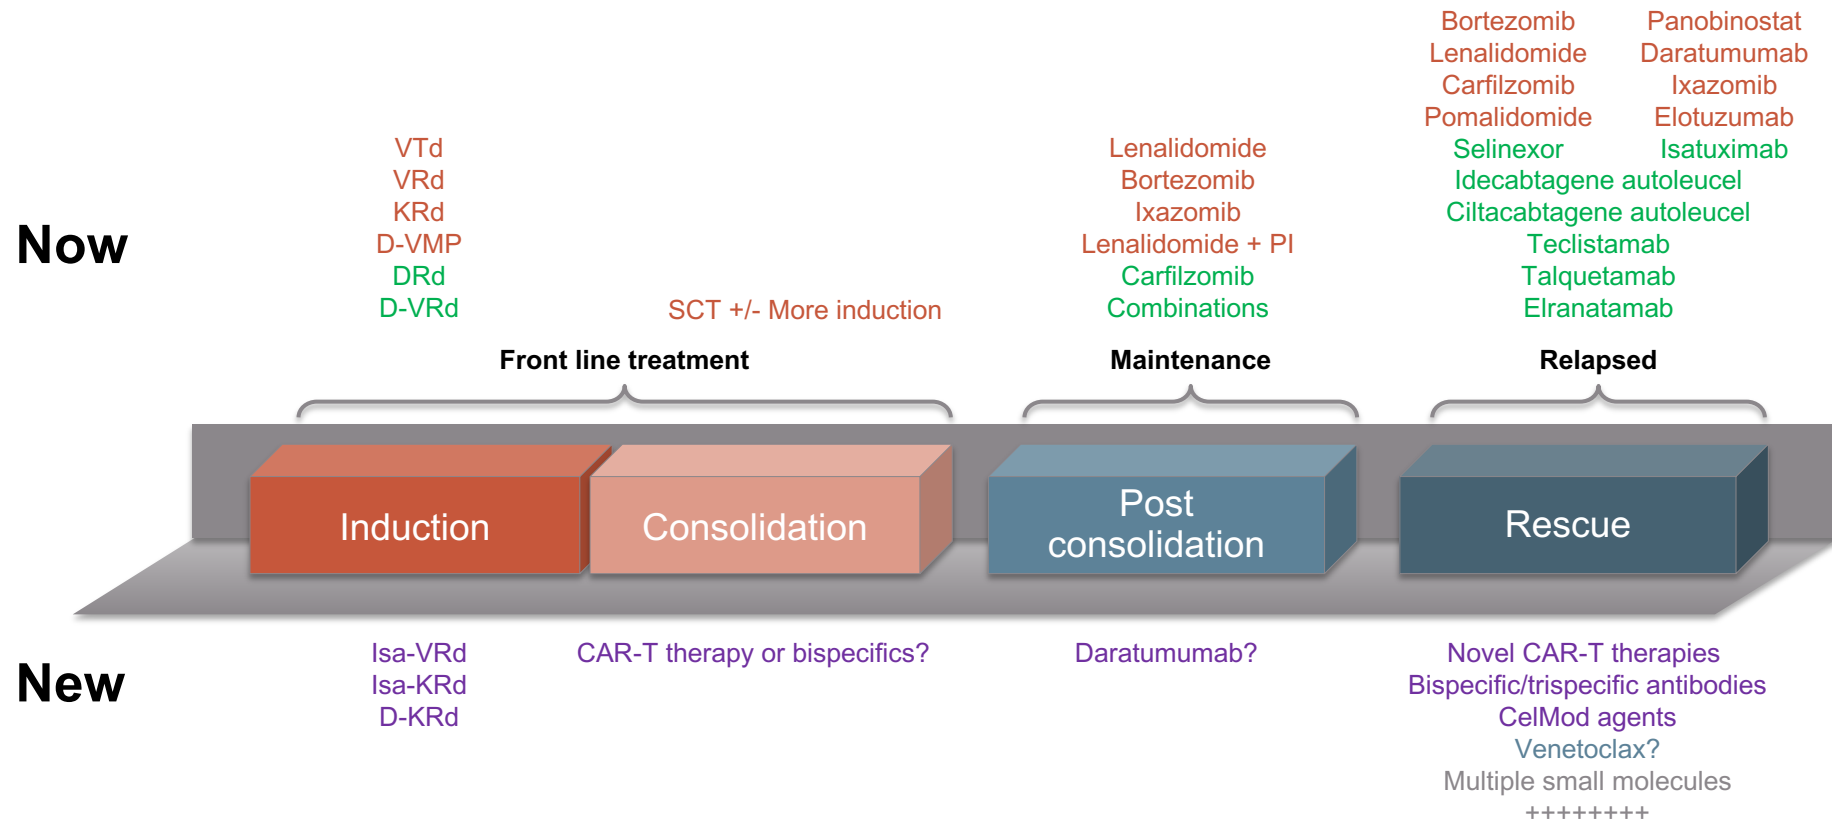 Now
VTd
VRd
KRd
D-VMP
DRd
D-VRd
SCT +/- More induction
Lenalidomide
Bortezomib
Ixazomib
Lenalidomide + PI
Carfilzomib
Combinations
Bortezomib Panobinostat
Lenalidomide Daratumumab
Carfilzomib Ixazomib
Pomalidomide Elotuzumab
Selinexor Isatuximab
Idecabtagene autoleucel
Ciltacabtagene autoleucel
Teclistamab
Talquetamab
Elranatamab
Front line treatment
Maintenance
Relapsed
Induction
Consolidation
Post
consolidation
Rescue
New
Isa-VRd
Isa-KRd
D-KRd
CAR-T therapy or bispecifics?
Daratumumab?
Novel CAR-T therapies
Bispecific/trispecific antibodies
CelMod agents
Venetoclax?
Multiple small molecules
++++++++